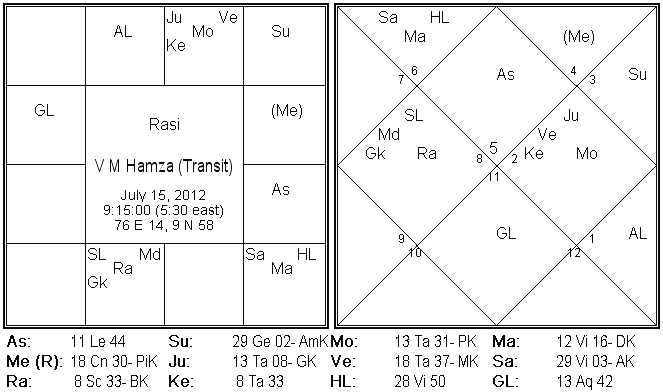 AL
Ju Ve
Mo
Ke
Su
GL
(Me)
Rasi
V M Hamza (Transit)
July 15, 2012
9:15:00 (5:30 east)
76 E 14, 9 N 58
As
SL Md
Ra
Gk
Sa HL
Ma
Sa HL
Ma
(Me)
6
7
4
3
As
Su
SL
Md
Gk Ra
Ju
Ve
Ke Mo
5
8
2
11
9
10
GL
1
12
AL
As: 11 Le 44 Su: 29 Ge 02- AmK Mo: 13 Ta 31- PK Ma: 12 Vi 16- DK
Me (R): 18 Cn 30- PiK Ju: 13 Ta 08- GK Ve: 18 Ta 37- MK Sa: 29 Vi 03- AK
Ra: 8 Sc 33- BK Ke: 8 Ta 33 HL: 28 Vi 50 GL: 13 Aq 42